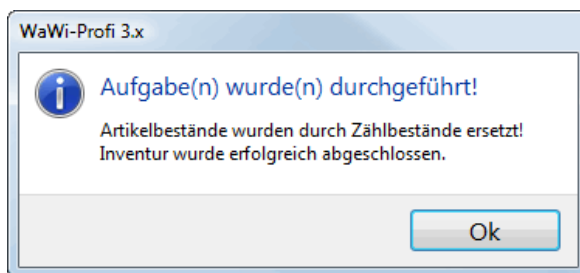 WaWi-Profi 3.x
Aufgabe(n) wurde(n) durchgeführt!
Artikelbestände wurden durch Zählbestände ersetzt!
Inventur wurde erfolgreich abgeschlossen.
Ok